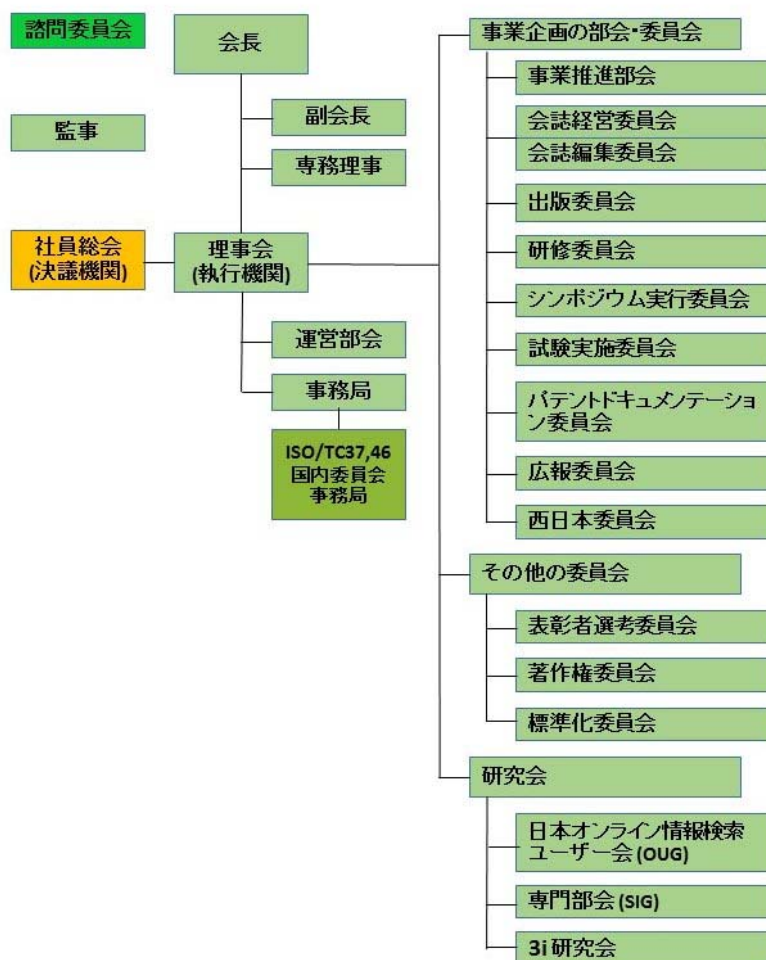 諮問委員会
会長
監事
副会長
専務理事
社員総会
(決議機関)
理事会
(執行機関)
運営部会
事務局
ISO/TC37,46
国内委員会
事務局
事業企画の部会・委員会
事業推進部会
会誌経営委員会
会誌編集委員会
出版委員会
研修委員会
シンポジウム実行委員会
試験実施委員会
パテントドキュメンテーショ
ン委員会
広報委員会
西日本委員会
その他の委員会
表彰者選考委員会
著作権委員会
標準化委員会
研究会
日本オンライン情報検索
ユーザー会(OUG)
専門部会(SIG)
3i研究会